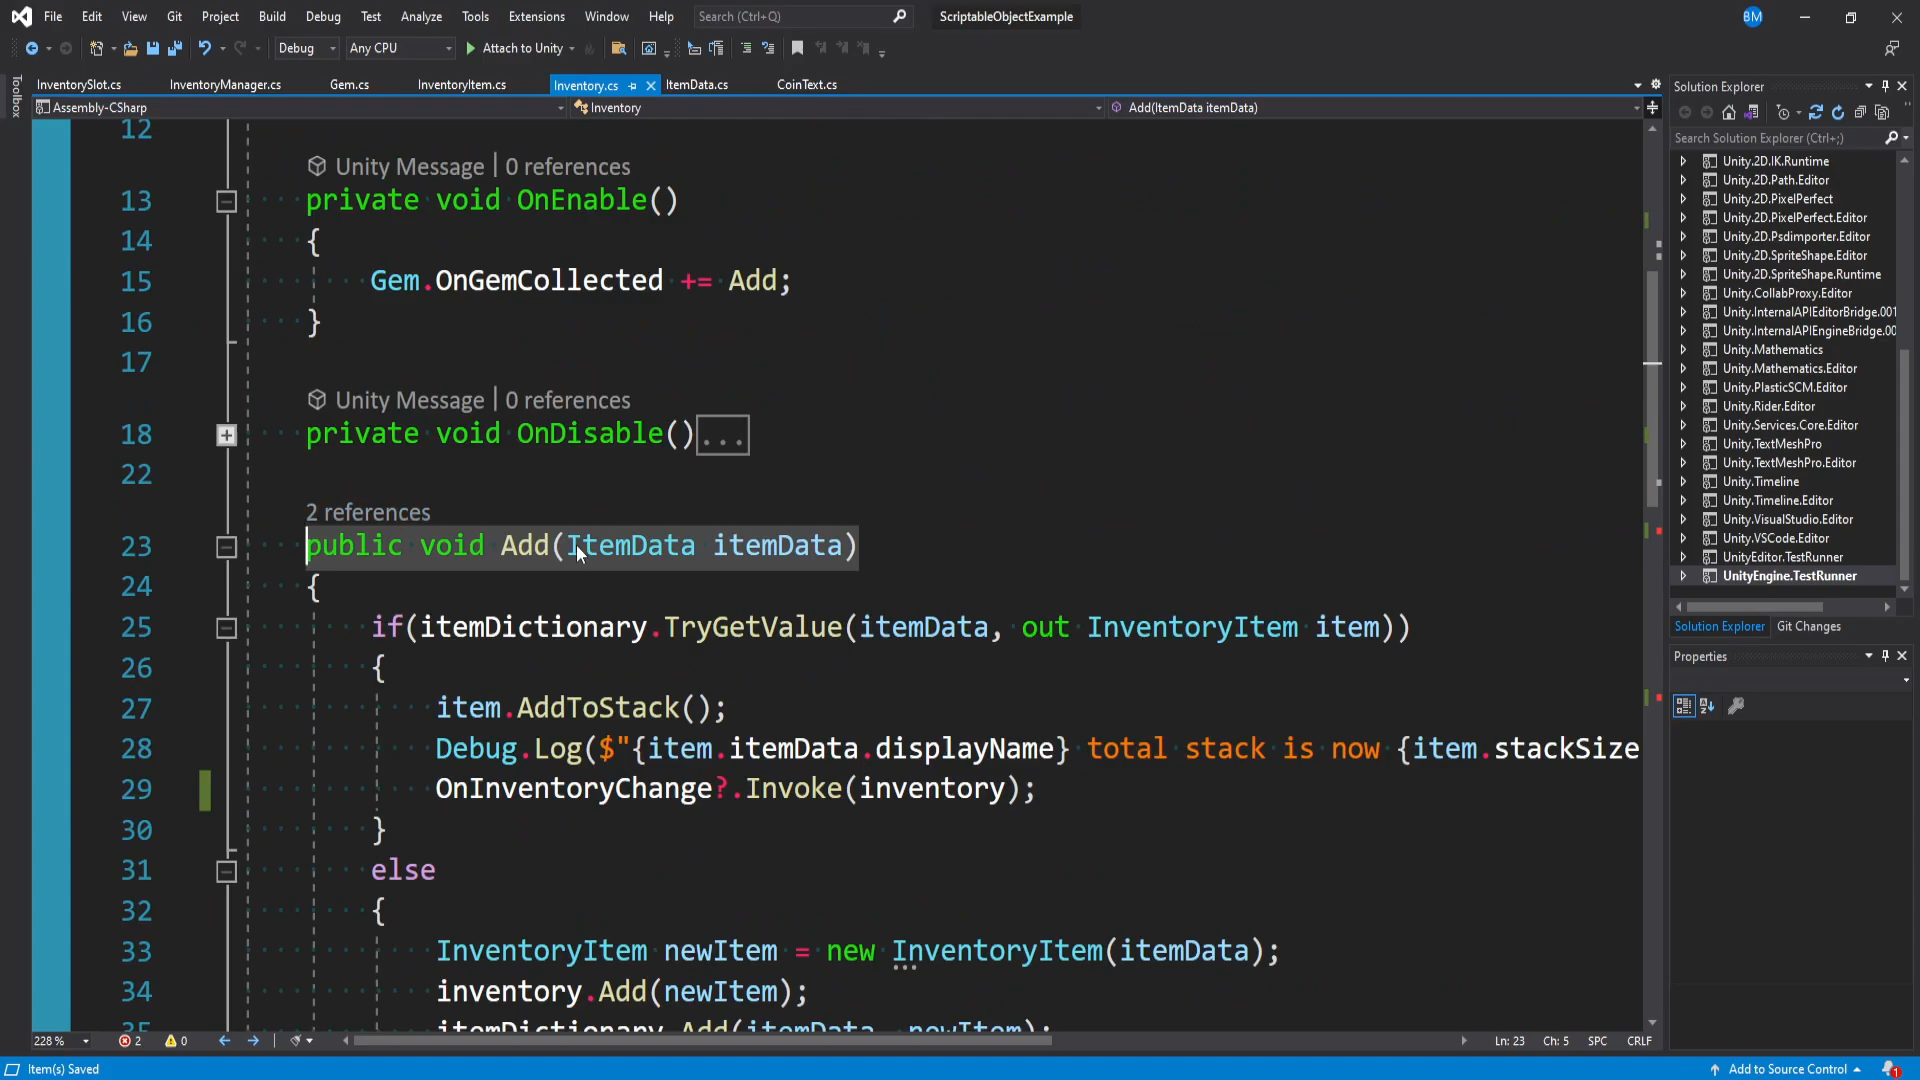 File Edit View Git Project Build Debug Test Analyze Tools Extensions Window Help Search (Ctrl+Q) ScriptableObjectExample BM
Debug Any CPU Attach to Unity
Toolbox
InventorySlot.cs InventoryManager.cs Gem.cs InventoryItem.cs Inventory.cs ItemData.cs CoinText.cs
Assembly-CSharp Inventory Add(ItemData itemData)
12
Unity Message | 0 references
13 private void OnEnable()
14 {
15 Gem.OnGemCollected += Add;
16 }
17
Unity Message | 0 references
18 private void OnDisable()...
22
2 references
23 public void Add(ItemData itemData)
24 {
25 if(itemDictionary.TryGetValue(itemData, out InventoryItem item))
26 {
27 item.AddToStack();
28 Debug.Log($"{item.itemData.displayName} total stack is now {item.stackSize
29 OnInventoryChange?.Invoke(inventory);
30 }
31 else
32 {
33 InventoryItem newItem = new InventoryItem(itemData);
34 inventory.Add(newItem);
35 itemDictionary.Add(itemData, newItem);
228 % 2 0 Ln: 23 Ch: 5 SPC CRLF
Item(s) Saved Add to Source Control 1
Solution Explorer
Search Solution Explorer (Ctrl+;)
Unity.2D.IK.Runtime
Unity.2D.Path.Editor
Unity.2D.PixelPerfect
Unity.2D.PixelPerfect.Editor
Unity.2D.Psdimporter.Editor
Unity.2D.SpriteShape.Editor
Unity.2D.SpriteShape.Runtime
Unity.CollabProxy.Editor
Unity.InternalAPIEditorBridge.001
Unity.InternalAPIEngineBridge.00
Unity.Mathematics
Unity.Mathematics.Editor
Unity.PlasticSCM.Editor
Unity.Rider.Editor
Unity.Services.Core.Editor
Unity.TextMeshPro
Unity.TextMeshPro.Editor
Unity.Timeline
Unity.Timeline.Editor
Unity.VisualStudio.Editor
Unity.VSCode.Editor
UnityEditor.TestRunner
UnityEngine.TestRunner
Solution Explorer Git Changes
Properties